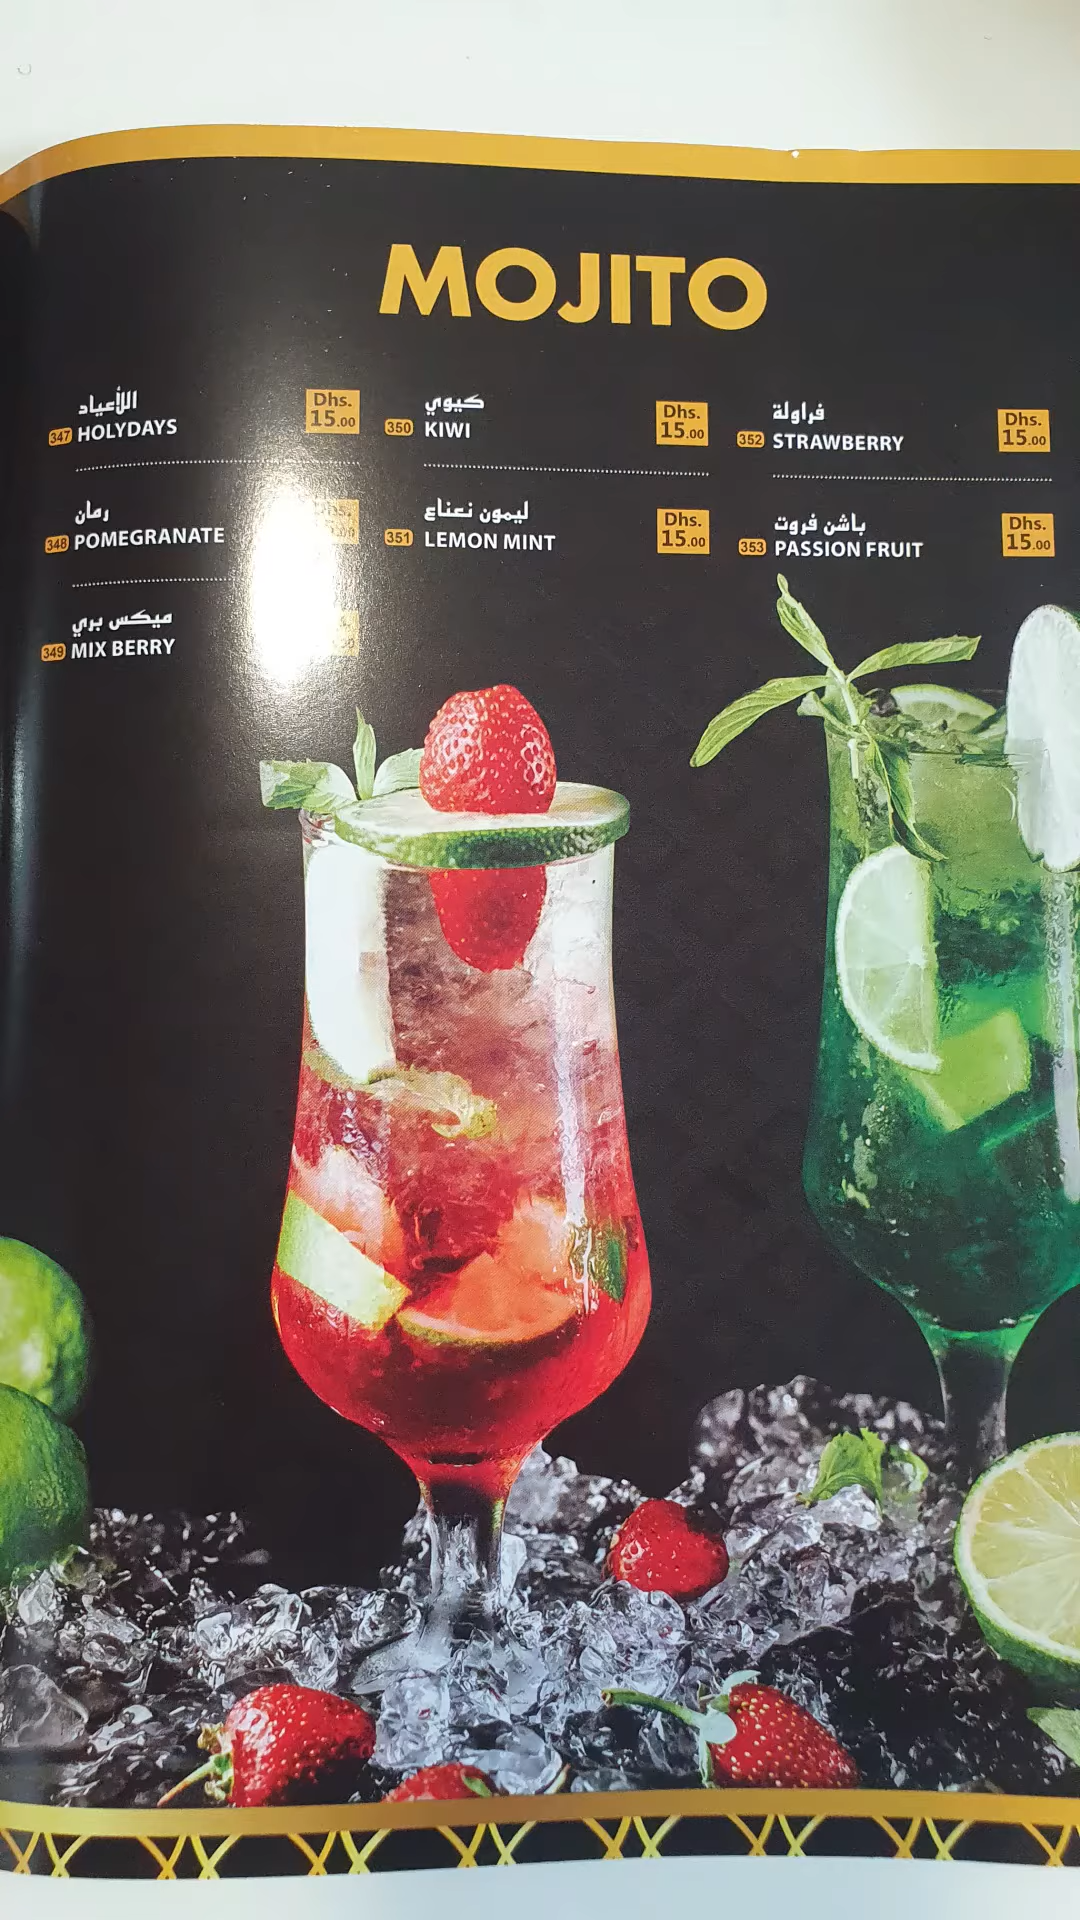 MOJITO
اللأعياد
347 HOLYDAYS
Dhs.
15.00
رمان
348 POMEGRANATE
ميكس بري
349 MIX BERRY
كيوي
350 KIWI
Dhs.
15.00
ليمون نعناع
351 LEMON MINT
Dhs.
15.00
فراولة
352 STRAWBERRY
Dhs.
15.00
باشن فروت
353 PASSION FRUIT
Dhs.
15.00